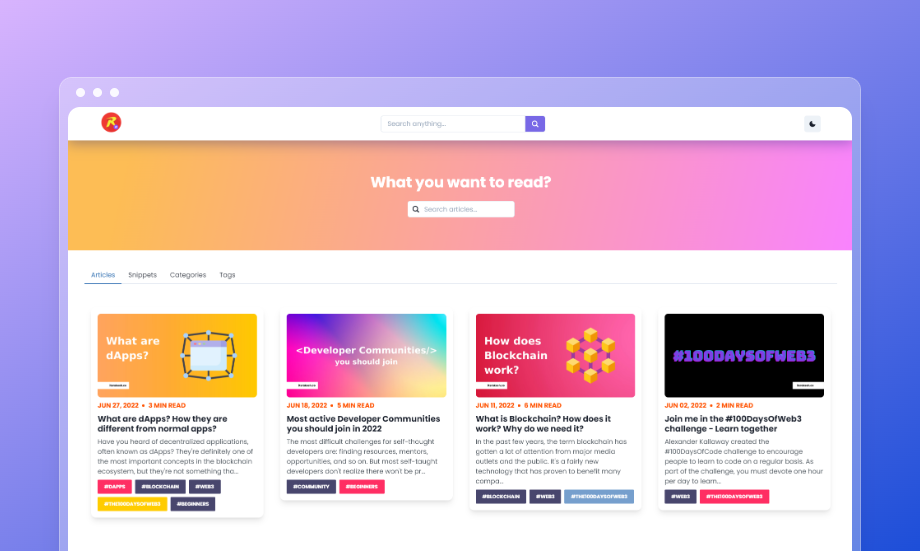 R
Search anything...
What you want to read?
Search articles...
Articles Snippets Categories Tags
What are
dApps?
JUN 27, 2022 • 3 MIN READ
What are dApps? How they are
different from normal apps?
Have you heard of decentralized applications,
often known as dApps? They're definitely one of
the most important concepts in the blockchain
ecosystem, but they're not something tha...
#DAPPS #BLOCKCHAIN #WEB3
#THE100DAYSOFWEB3 #BEGINNERS
<Developer Communities/>
you should join
JUN 18, 2022 • 5 MIN READ
Most active Developer Communities
you should join in 2022
The most difficult challenges for self-thought
developers are; finding resources, mentors,
opportunities, and so on. But most self-taught
developers don't realize there won't be pr...
#COMMUNITY #BEGINNERS
How does
Blockchain
work?
JUN 11, 2022 • 6 MIN READ
What is Blockchain? How does it
work? Why do we need it?
In the past few years, the term blockchain has
gotten a lot of attention from major media
outlets and the public. It's a fairly new
technology that has proven to benefit many
compa...
#BLOCKCHAIN #WEB3 #THE100DAYSOFWEB3
#100DAYSOFWEB3
JUN 02, 2022 • 2 MIN READ
Join me in the #100DaysOfWeb3
challenge - Learn together
Alexander Kallaway created the
#100DaysOfCode challenge to encourage
people to learn to code on a regular basis. As
part of the challenge, you must devote one hour
per day to learn...
#WEB3 #THE100DAYSOFWEB3